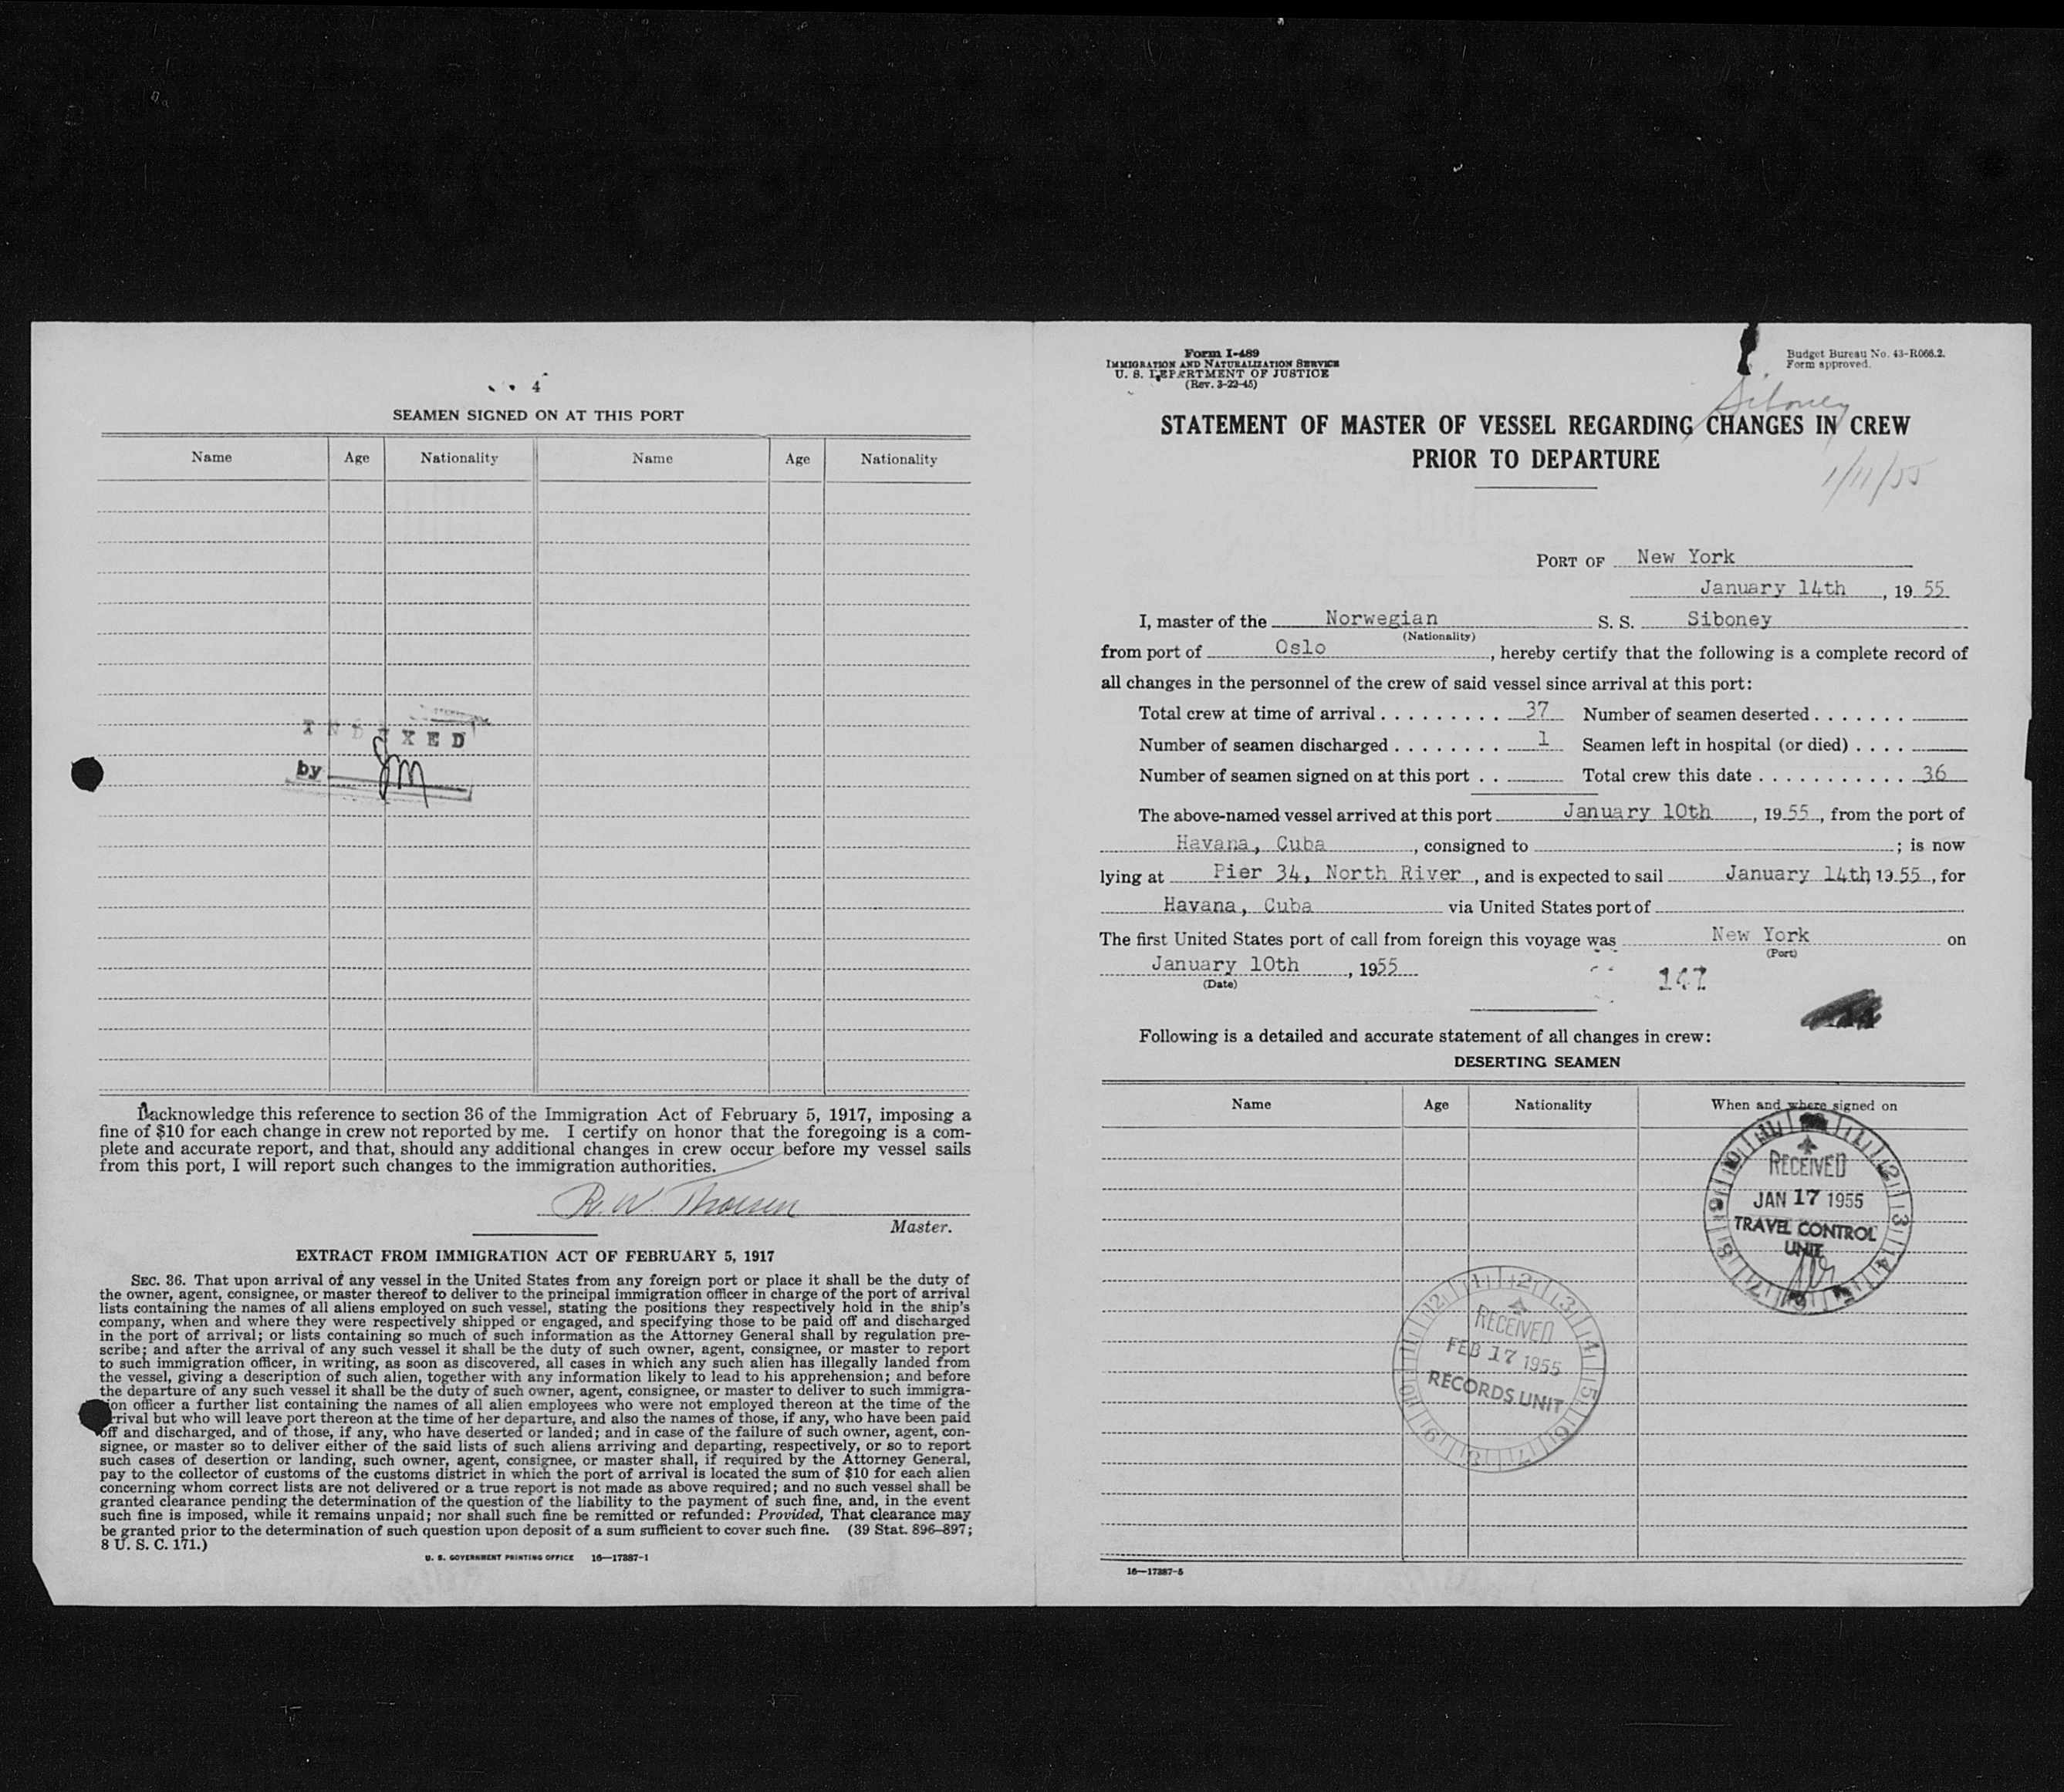 4
SEAMEN SIGNED ON AT THIS PORT
Name Age Nationality Name Age Nationality
INDEXED
by
I acknowledge this reference to section 36 of the Immigration Act of February 5, 1917, imposing a
fine of $10 for each change in crew not reported by me. I certify on honor that the foregoing is a com-
plete and accurate report, and that, should any additional changes in crew occur before my vessel sails
from this port, I will report such changes to the immigration authorities.
Master.
EXTRACT FROM IMMIGRATION ACT OF FEBRUARY 5, 1917
SEC. 36. That upon arrival of any vessel in the United States from any foreign port or place it shall be the duty of
the owner, agent, consignee, or master thereof to deliver to the principal immigration officer in charge of the port of arrival
lists containing the names of all aliens employed on such vessel, stating the positions they respectively hold in the ship's
company, when and where they were respectively shipped or engaged, and specifying those to be paid off and discharged
in the port of arrival; or lists containing so much of such information as the Attorney General shall by regulation pre-
scribe; and after the arrival of any such vessel it shall be the duty of such owner, agent, consignee, or master to report
to such immigration officer, in writing, as soon as discovered, all cases in which any such alien has illegally landed from
the vessel, giving a description of such alien, together with any information likely to lead to his apprehension; and before
the departure of any such vessel it shall be the duty of such owner, agent, consignee, or master to deliver to such immigra-
ion officer a further list containing the names of all alien employees who were not employed thereon at the time of the
rrival but who will leave port thereon at the time of her departure, and also the names of those, if any, who have been paid
off and discharged, and of those, if any, who have deserted or landed; and in case of the failure of such owner, agent, con-
signee, or master so to deliver either of the said lists of such aliens arriving and departing, respectively, or so to report
such cases of desertion or landing, such owner, agent, consignee, or master shall, if required by the Attorney General,
pay to the collector of customs of the customs district in which the port of arrival is located the sum of $10 for each alien
concerning whom correct lists are not delivered or a true report is not made as above required; and no such vessel shall be
granted clearance pending the determination of the question of the liability to the payment of such fine, and, in the event
such fine is imposed, while it remains unpaid; nor shall such fine be remitted or refunded: Provided, That clearance may
be granted prior to the determination of such question upon deposit of a sum sufficient to cover such fine. (39 Stat. 896–897;
8 U. S. C. 171.)
U. S. GOVERNMENT PRINTING OFFICE 16—17387-1
Form I-489
IMMIGRATION AND NATURALIZATION SERVICE
U. S. DEPARTMENT OF JUSTICE
(Rev. 3-22-45)
Budget Bureau No. 43-R066.2.
Form approved.
Siboney
STATEMENT OF MASTER OF VESSEL REGARDING CHANGES IN CREW
PRIOR TO DEPARTURE
1/11/55
PORT OF New York
January 14th, 1955
I, master of the Norwegian S. S. Siboney
(Nationality)
from port of Oslo, hereby certify that the following is a complete record of
all changes in the personnel of the crew of said vessel since arrival at this port:
Total crew at time of arrival . . . . . . . . . 37 Number of seamen deserted . . . . . . .
Number of seamen discharged . . . . . . . . 1 Seamen left in hospital (or died) . . . .
Number of seamen signed on at this port . . Total crew this date . . . . . . . . . . . 36
The above-named vessel arrived at this port January 10th, 1955, from the port of
Havana, Cuba, consigned to ; is now
lying at Pier 34, North River, and is expected to sail January 14th, 1955, for
Havana, Cuba via United States port of
The first United States port of call from foreign this voyage was New York on
(Port)
January 10th, 1955
(Date)
147
Following is a detailed and accurate statement of all changes in crew:
DESERTING SEAMEN
Name Age Nationality When and where signed on
RECEIVED
JAN 17 1955
TRAVEL CONTROL
UNIT
RECEIVED
FEB 17 1955
RECORDS UNIT
16—17387-5